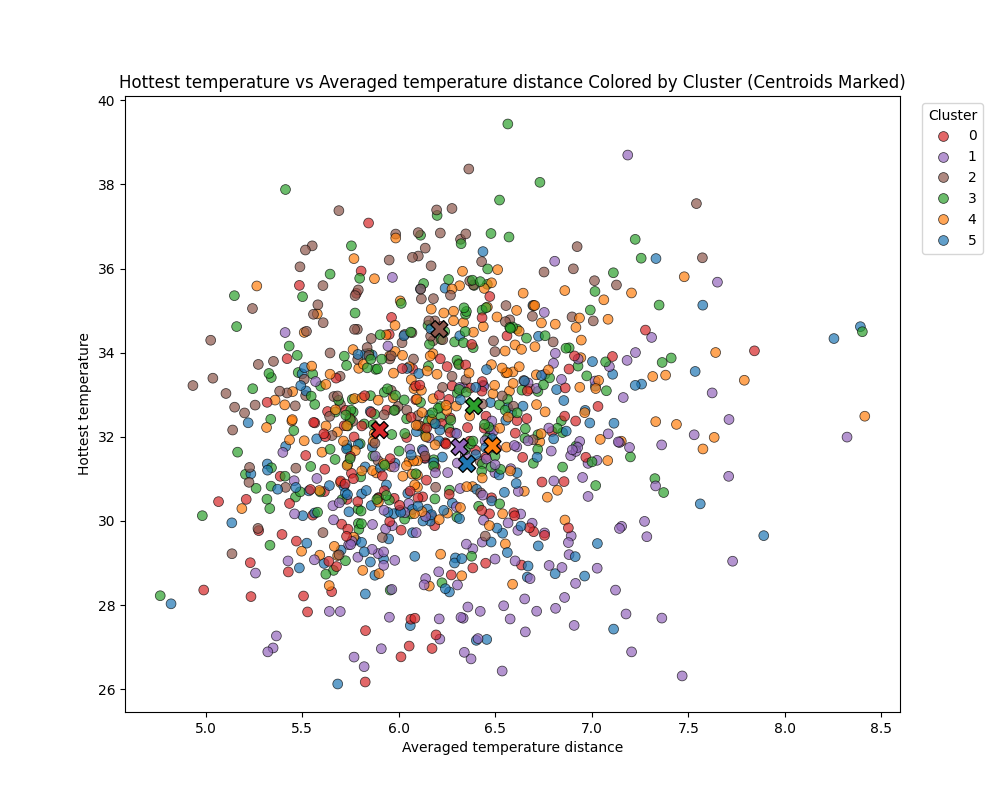 Hottest temperature vs Averaged temperature distance Colored by Cluster (Centroids Marked)
Cluster
0
1
2
3
4
5
Hottest temperature
40
38
36
34
32
30
28
26
5.0 5.5 6.0 6.5 7.0 7.5 8.0 8.5
Averaged temperature distance